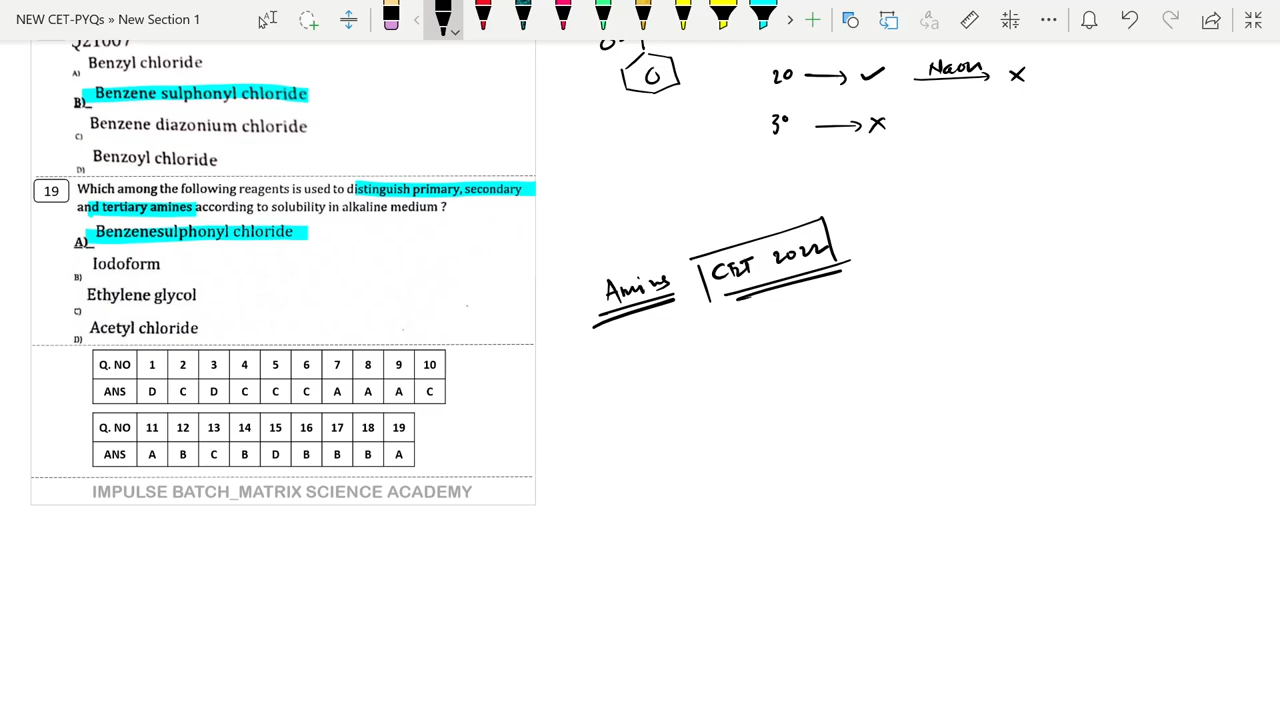 NEW CET-PYQs » New Section 1
A) Benzyl chloride
B) Benzene sulphonyl chloride
C) Benzene diazonium chloride
D) Benzoyl chloride
19 Which among the following reagents is used to distinguish primary, secondary
and tertiary amines according to solubility in alkaline medium ?
A) Benzenesulphonyl chloride
B) Iodoform
C) Ethylene glycol
D) Acetyl chloride
Q. NO 1 2 3 4 5 6 7 8 9 10
ANS D C D C C C A A A C
Q. NO 11 12 13 14 15 16 17 18 19
ANS A B C B D B B B A
IMPULSE BATCH_MATRIX SCIENCE ACADEMY
2° ⟶ ✓ NaOH ⟶ ×
3° ⟶ ×
Amines CET 2022